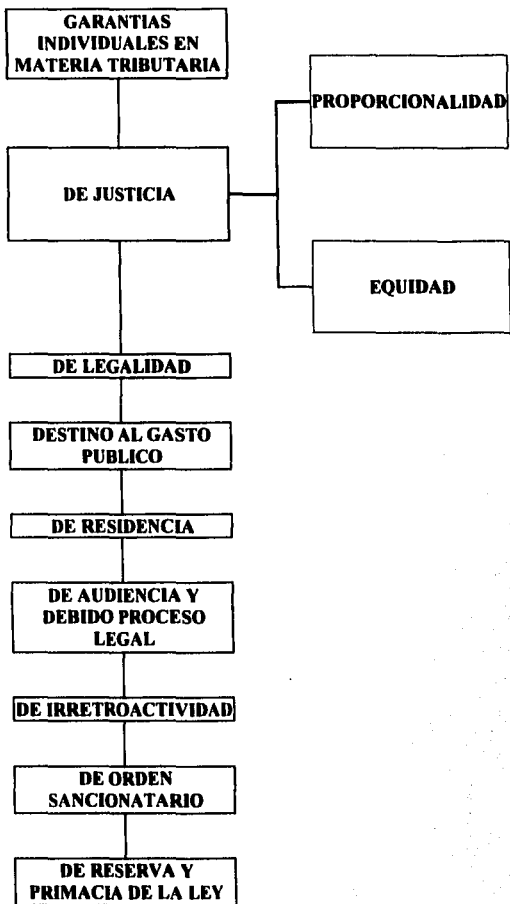 GARANTIAS
INDIVIDUALES EN
MATERIA TRIBUTARIA
PROPORCIONALIDAD
DE JUSTICIA
EQUIDAD
DE LEGALIDAD
DESTINO AL GASTO
PUBLICO
DE RESIDENCIA
DE AUDIENCIA Y
DEBIDO PROCESO
LEGAL
DE IRRETROACTIVIDAD
DE ORDEN
SANCIONATARIO
DE RESERVA Y
PRIMACIA DE LA LEY